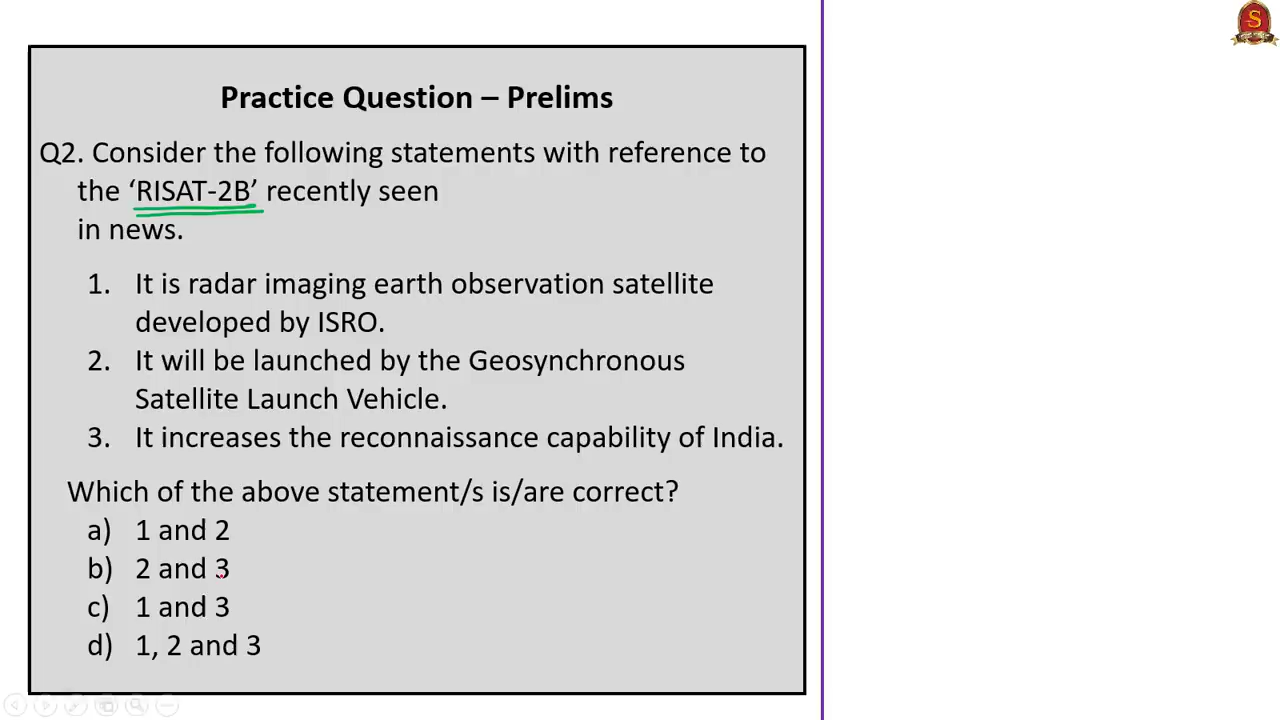 Practice Question – Prelims
Q2. Consider the following statements with reference to
the ‘RISAT-2B’ recently seen
in news.
1. It is radar imaging earth observation satellite
developed by ISRO.
2. It will be launched by the Geosynchronous
Satellite Launch Vehicle.
3. It increases the reconnaissance capability of India.
Which of the above statement/s is/are correct?
a) 1 and 2
b) 2 and 3
c) 1 and 3
d) 1, 2 and 3
S